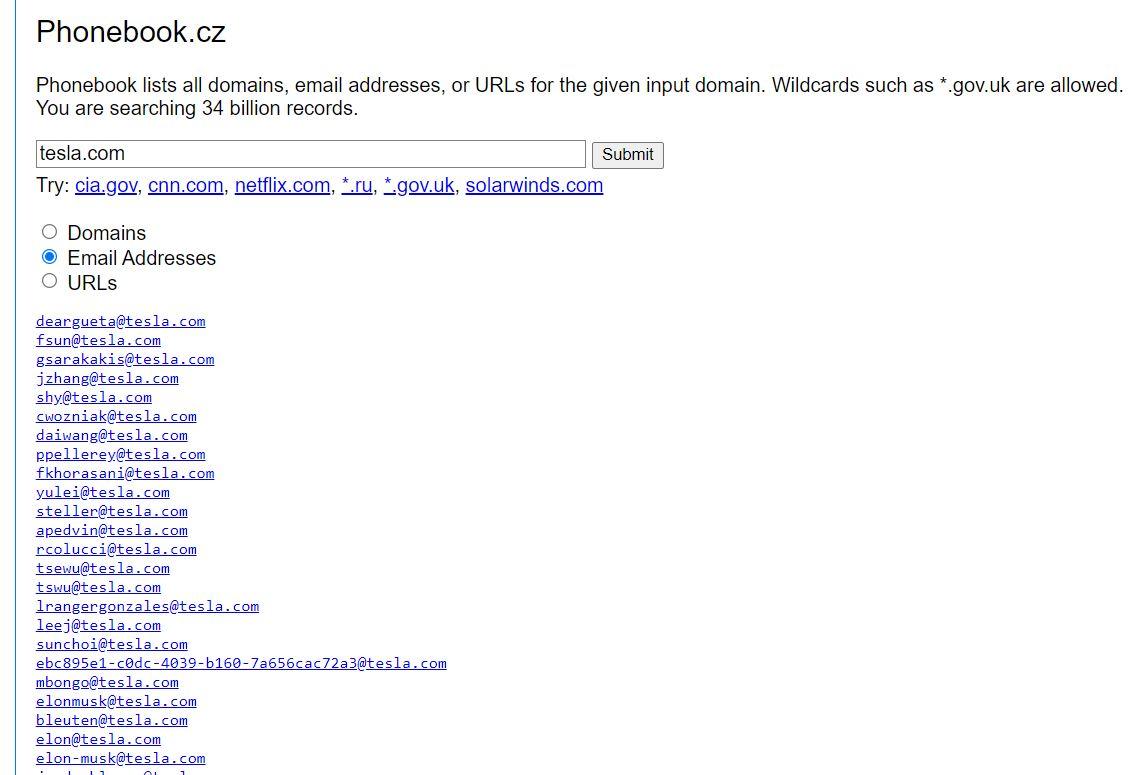 Phonebook.cz
Phonebook lists all domains, email addresses, or URLs for the given input domain. Wildcards such as *.gov.uk are allowed.
You are searching 34 billion records.
tesla.com Submit
Try: cia.gov, cnn.com, netflix.com, *.ru, *.gov.uk, solarwinds.com
Domains
Email Addresses
URLs
deargueta@tesla.com
fsun@tesla.com
gsarakakis@tesla.com
jzhang@tesla.com
shy@tesla.com
cwozniak@tesla.com
daiwang@tesla.com
ppellerey@tesla.com
fkhorasani@tesla.com
yulei@tesla.com
steller@tesla.com
apedvin@tesla.com
rcolucci@tesla.com
tsewu@tesla.com
tswu@tesla.com
lrangergonzales@tesla.com
leej@tesla.com
sunchoi@tesla.com
ebc895e1-c0dc-4039-b160-7a656cac72a3@tesla.com
mbongo@tesla.com
elonmusk@tesla.com
bleuten@tesla.com
elon@tesla.com
elon-musk@tesla.com